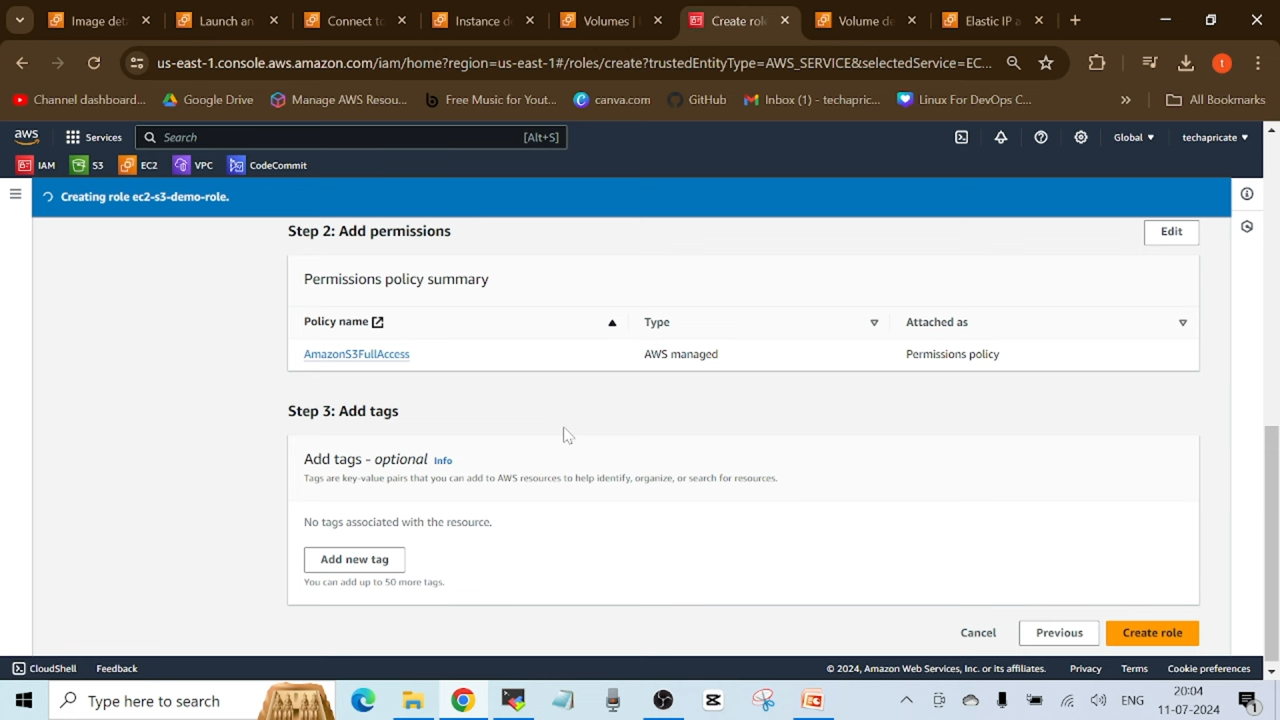 Image det
Launch an
Connect to
Instance d
Volumes |
Create rol
Volume de
Elastic IP a
us-east-1.console.aws.amazon.com/iam/home?region=us-east-1#/roles/create?trustedEntityType=AWS_SERVICE&selectedService=EC...
Channel dashboard...
Google Drive
Manage AWS Resou...
Free Music for Yout...
canva.com
GitHub
Inbox (1) - techapric...
Linux For DevOps C...
All Bookmarks
aws
Services
Search
[Alt+S]
Global
techapricate
IAM
S3
EC2
VPC
CodeCommit
Creating role ec2-s3-demo-role.
Step 2: Add permissions
Edit
Permissions policy summary
Policy name
Type
Attached as
AmazonS3FullAccess
AWS managed
Permissions policy
Step 3: Add tags
Add tags - optional Info
Tags are key-value pairs that you can add to AWS resources to help identify, organize, or search for resources.
No tags associated with the resource.
Add new tag
You can add up to 50 more tags.
Cancel
Previous
Create role
CloudShell
Feedback
© 2024, Amazon Web Services, Inc. or its affiliates.
Privacy
Terms
Cookie preferences
Type here to search
ENG
20:04
11-07-2024
1